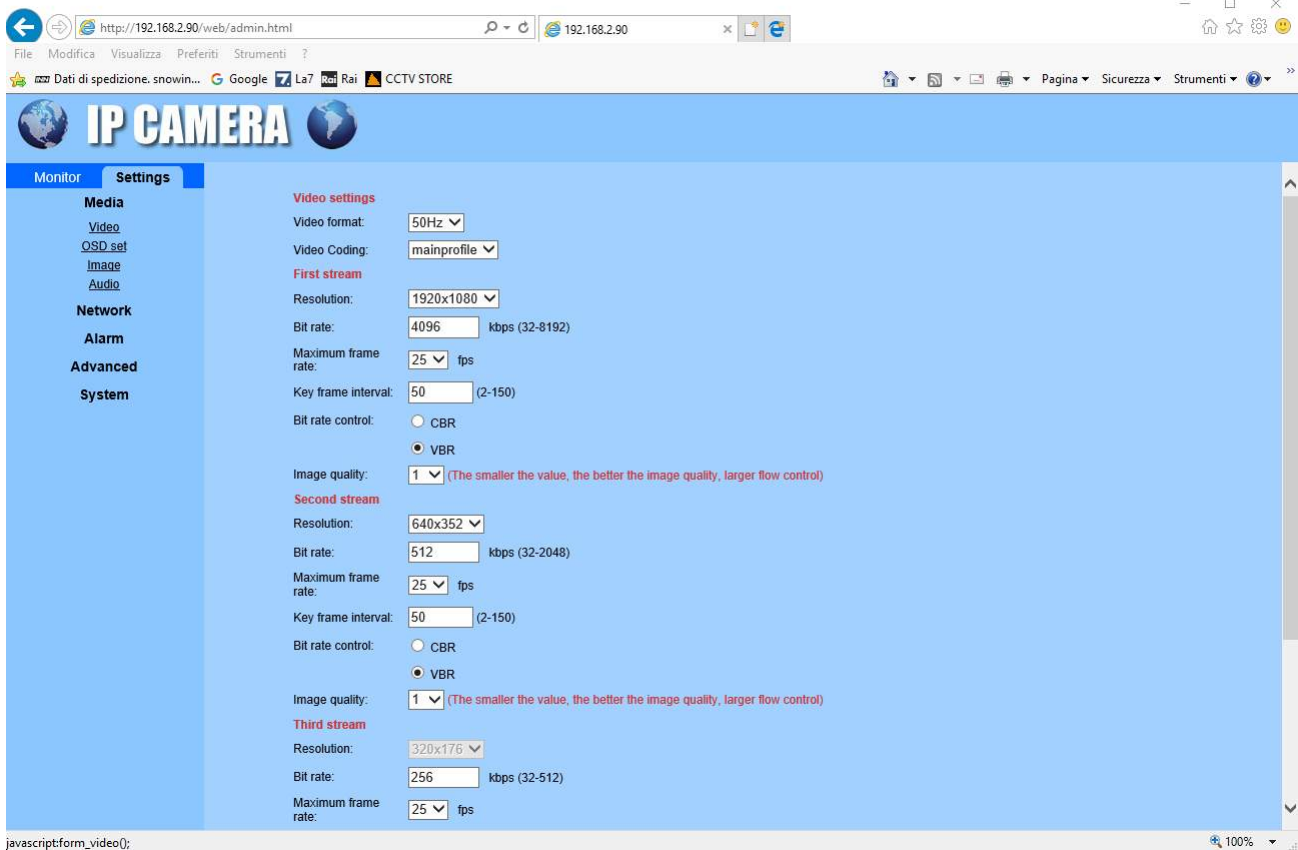 http://192.168.2.90/web/admin.html
192.168.2.90
File Modifica Visualizza Preferiti Strumenti ?
Dati di spedizione. snowin... Google La7 Rai Rai CCTV STORE
Pagina Sicurezza Strumenti
IP CAMERA
Monitor Settings
Media
Video
OSD set
Image
Audio
Network
Alarm
Advanced
System
Video settings
Video format: 50Hz
Video Coding: mainprofile
First stream
Resolution: 1920x1080
Bit rate: 4096 kbps (32-8192)
Maximum frame
rate: 25 fps
Key frame interval: 50 (2-150)
Bit rate control: CBR
VBR
Image quality: 1 (The smaller the value, the better the image quality, larger flow control)
Second stream
Resolution: 640x352
Bit rate: 512 kbps (32-2048)
Maximum frame
rate: 25 fps
Key frame interval: 50 (2-150)
Bit rate control: CBR
VBR
Image quality: 1 (The smaller the value, the better the image quality, larger flow control)
Third stream
Resolution: 320x176
Bit rate: 256 kbps (32-512)
Maximum frame
rate: 25 fps
javascript:form_video();
100%